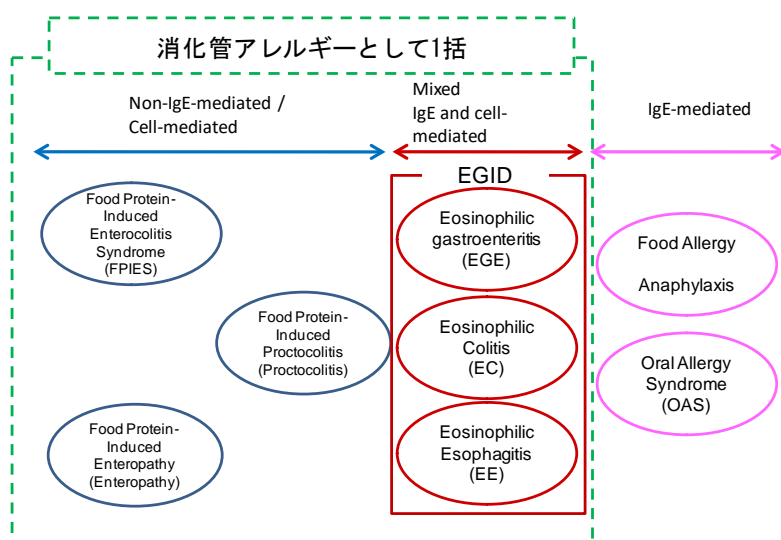 消化管アレルギーとして1括
Non-IgE-mediated /
Cell-mediated
Mixed
IgE and cell-
mediated
IgE-mediated
EGID
Food Protein-
Induced
Enterocolitis
Syndrome
(FPIES)
Eosinophilic
gastroenteritis
(EGE)
Food Allergy
Anaphylaxis
Food Protein-
Induced
Proctocolitis
(Proctocolitis)
Eosinophilic
Colitis
(EC)
Oral Allergy
Syndrome
(OAS)
Food Protein-
Induced
Enteropathy
(Enteropathy)
Eosinophilic
Esophagitis
(EE)